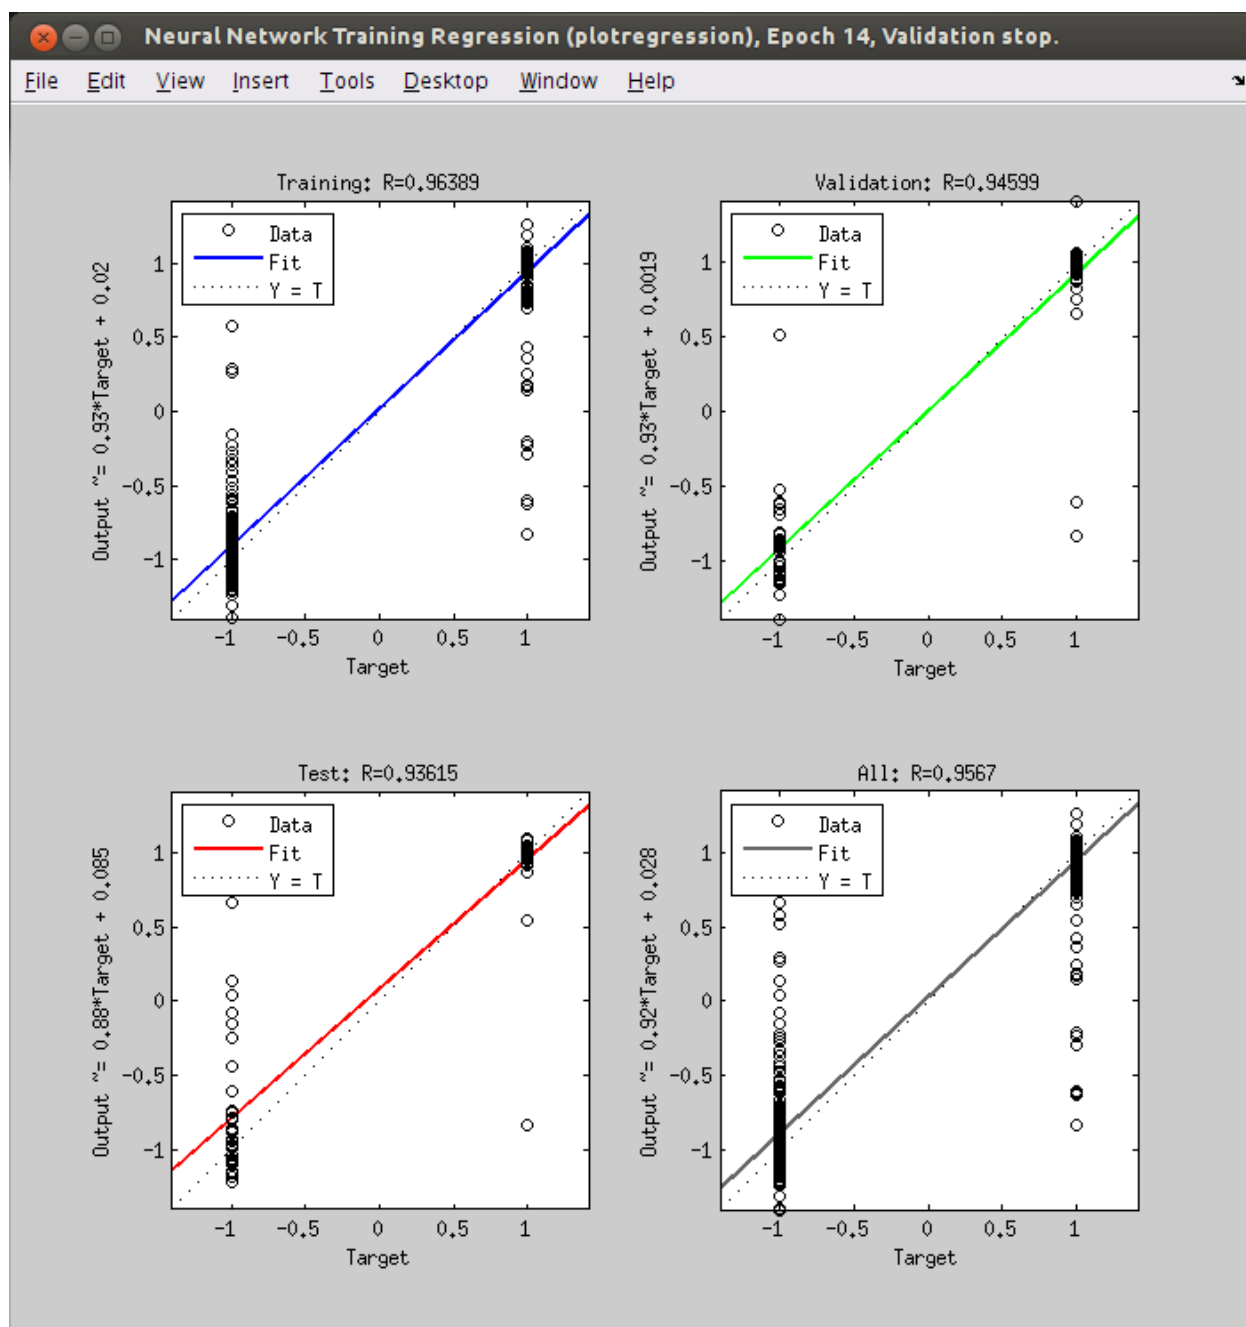 Neural Network Training Regression (plotregression), Epoch 14, Validation stop.
File Edit View Insert Tools Desktop Window Help
Training: R=0.96389
Data
Fit
Y = T
Output ~= 0.93*Target + 0.02
1
0.5
0
-0.5
-1
-1 -0.5 0 0.5 1
Target
Validation: R=0.94599
Data
Fit
Y = T
Output ~= 0.93*Target + 0.0019
1
0.5
0
-0.5
-1
-1 -0.5 0 0.5 1
Target
Test: R=0.93615
Data
Fit
Y = T
Output ~= 0.88*Target + 0.085
1
0.5
0
-0.5
-1
-1 -0.5 0 0.5 1
Target
All: R=0.9567
Data
Fit
Y = T
Output ~= 0.92*Target + 0.028
1
0.5
0
-0.5
-1
-1 -0.5 0 0.5 1
Target